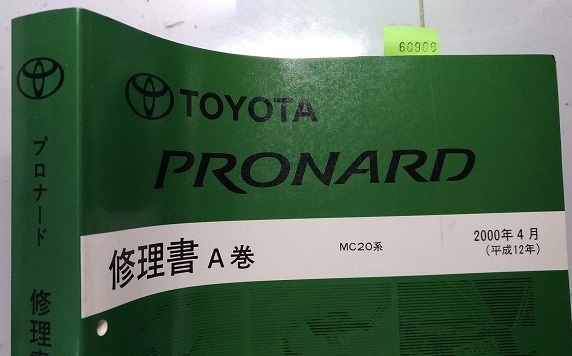 60906
TOYOTA
PRONARD
修理書 A巻
MC20系
2000年4月
(平成12年)
プロナード
修理